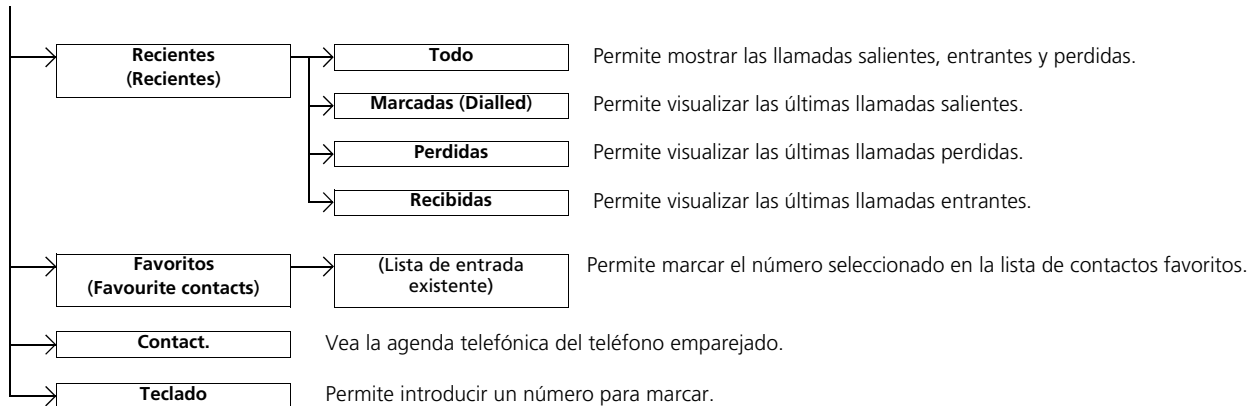 Recientes
(Recientes)
Todo
Permite mostrar las llamadas salientes, entrantes y perdidas.
Marcadas (Dialled)
Permite visualizar las últimas llamadas salientes.
Perdidas
Permite visualizar las últimas llamadas perdidas.
Recibidas
Permite visualizar las últimas llamadas entrantes.
Favoritos
(Favourite contacts)
(Lista de entrada
existente)
Permite marcar el número seleccionado en la lista de contactos favoritos.
Contact.
Vea la agenda telefónica del teléfono emparejado.
Teclado
Permite introducir un número para marcar.